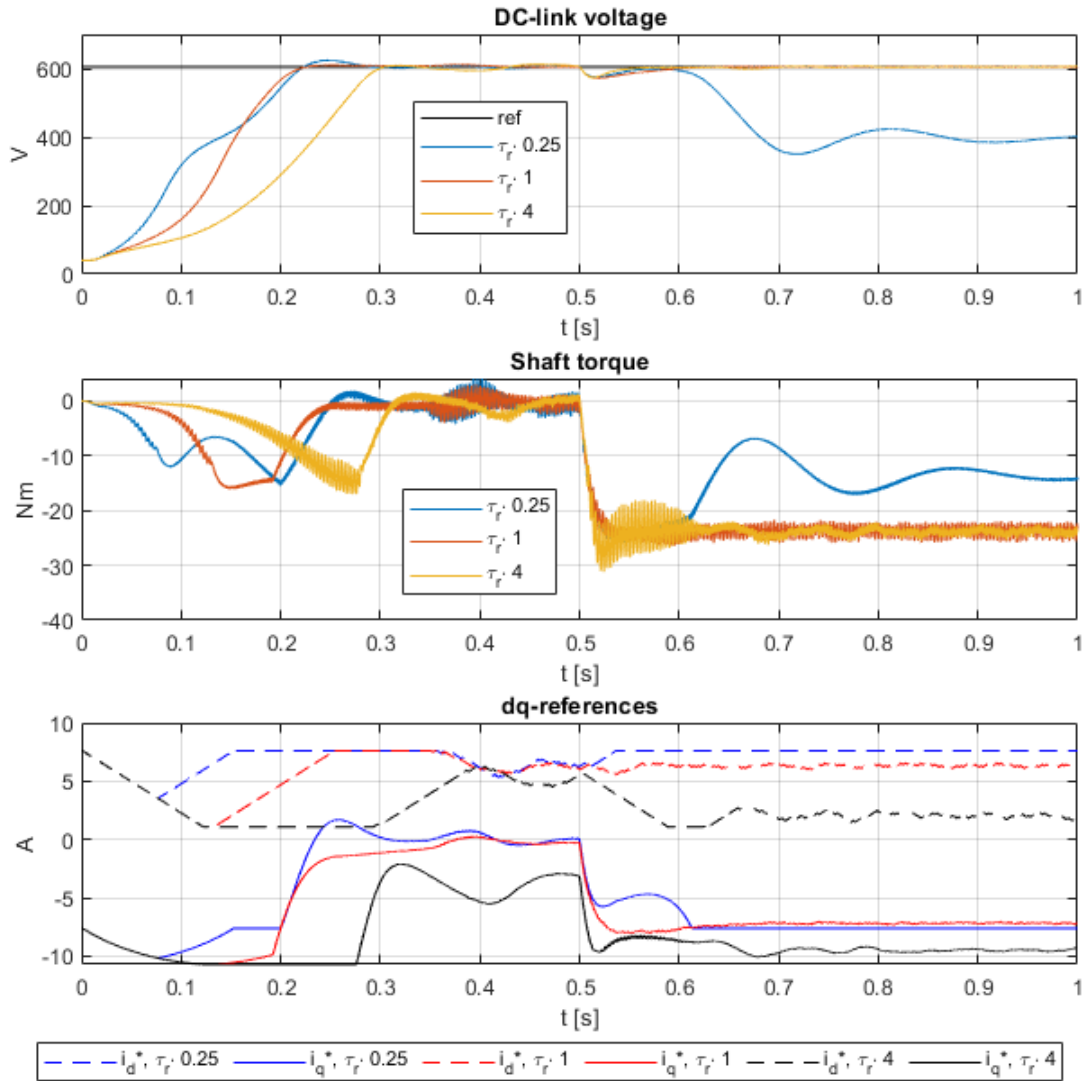 DC-link voltage
600
400
200
0
V
ref
τr· 0.25
τr· 1
τr· 4
0 0.1 0.2 0.3 0.4 0.5 0.6 0.7 0.8 0.9 1
t [s]
Shaft torque
0
-10
-20
-30
-40
Nm
τr· 0.25
τr· 1
τr· 4
0 0.1 0.2 0.3 0.4 0.5 0.6 0.7 0.8 0.9 1
t [s]
dq-references
10
5
0
-5
-10
A
0 0.1 0.2 0.3 0.4 0.5 0.6 0.7 0.8 0.9 1
t [s]
id*, τr· 0.25 iq*, τr· 0.25 id*, τr· 1 iq*, τr· 1 id*, τr· 4 iq*, τr· 4